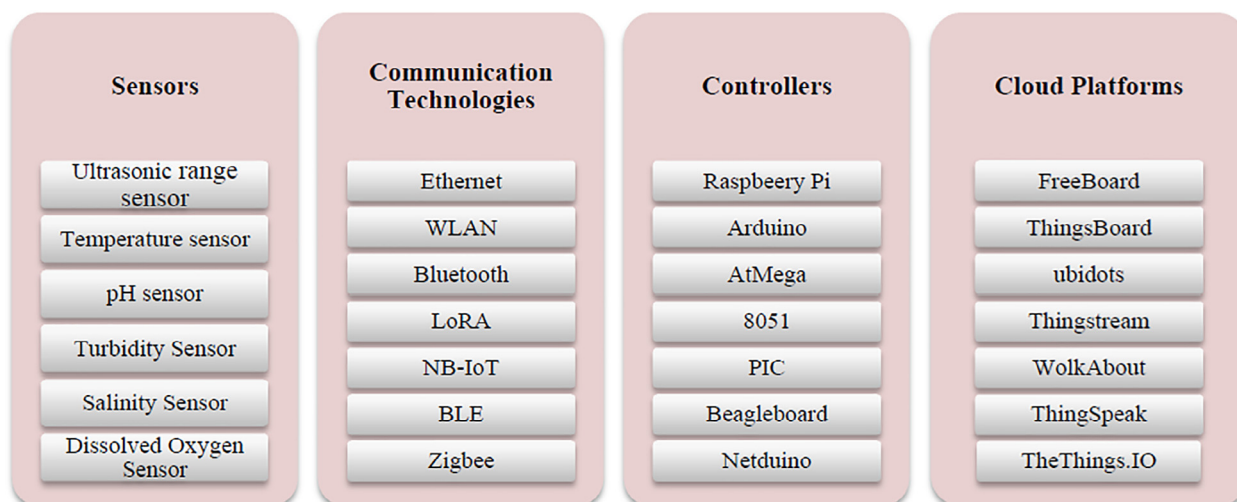 Sensors
Ultrasonic range
sensor
Temperature sensor
pH sensor
Turbidity Sensor
Salinity Sensor
Dissolved Oxygen
Sensor
Communication
Technologies
Ethernet
WLAN
Bluetooth
LoRA
NB-IoT
BLE
Zigbee
Controllers
Raspbeery Pi
Arduino
AtMega
8051
PIC
Beagleboard
Netduino
Cloud Platforms
FreeBoard
ThingsBoard
ubidots
Thingstream
WolkAbout
ThingSpeak
TheThings.IO